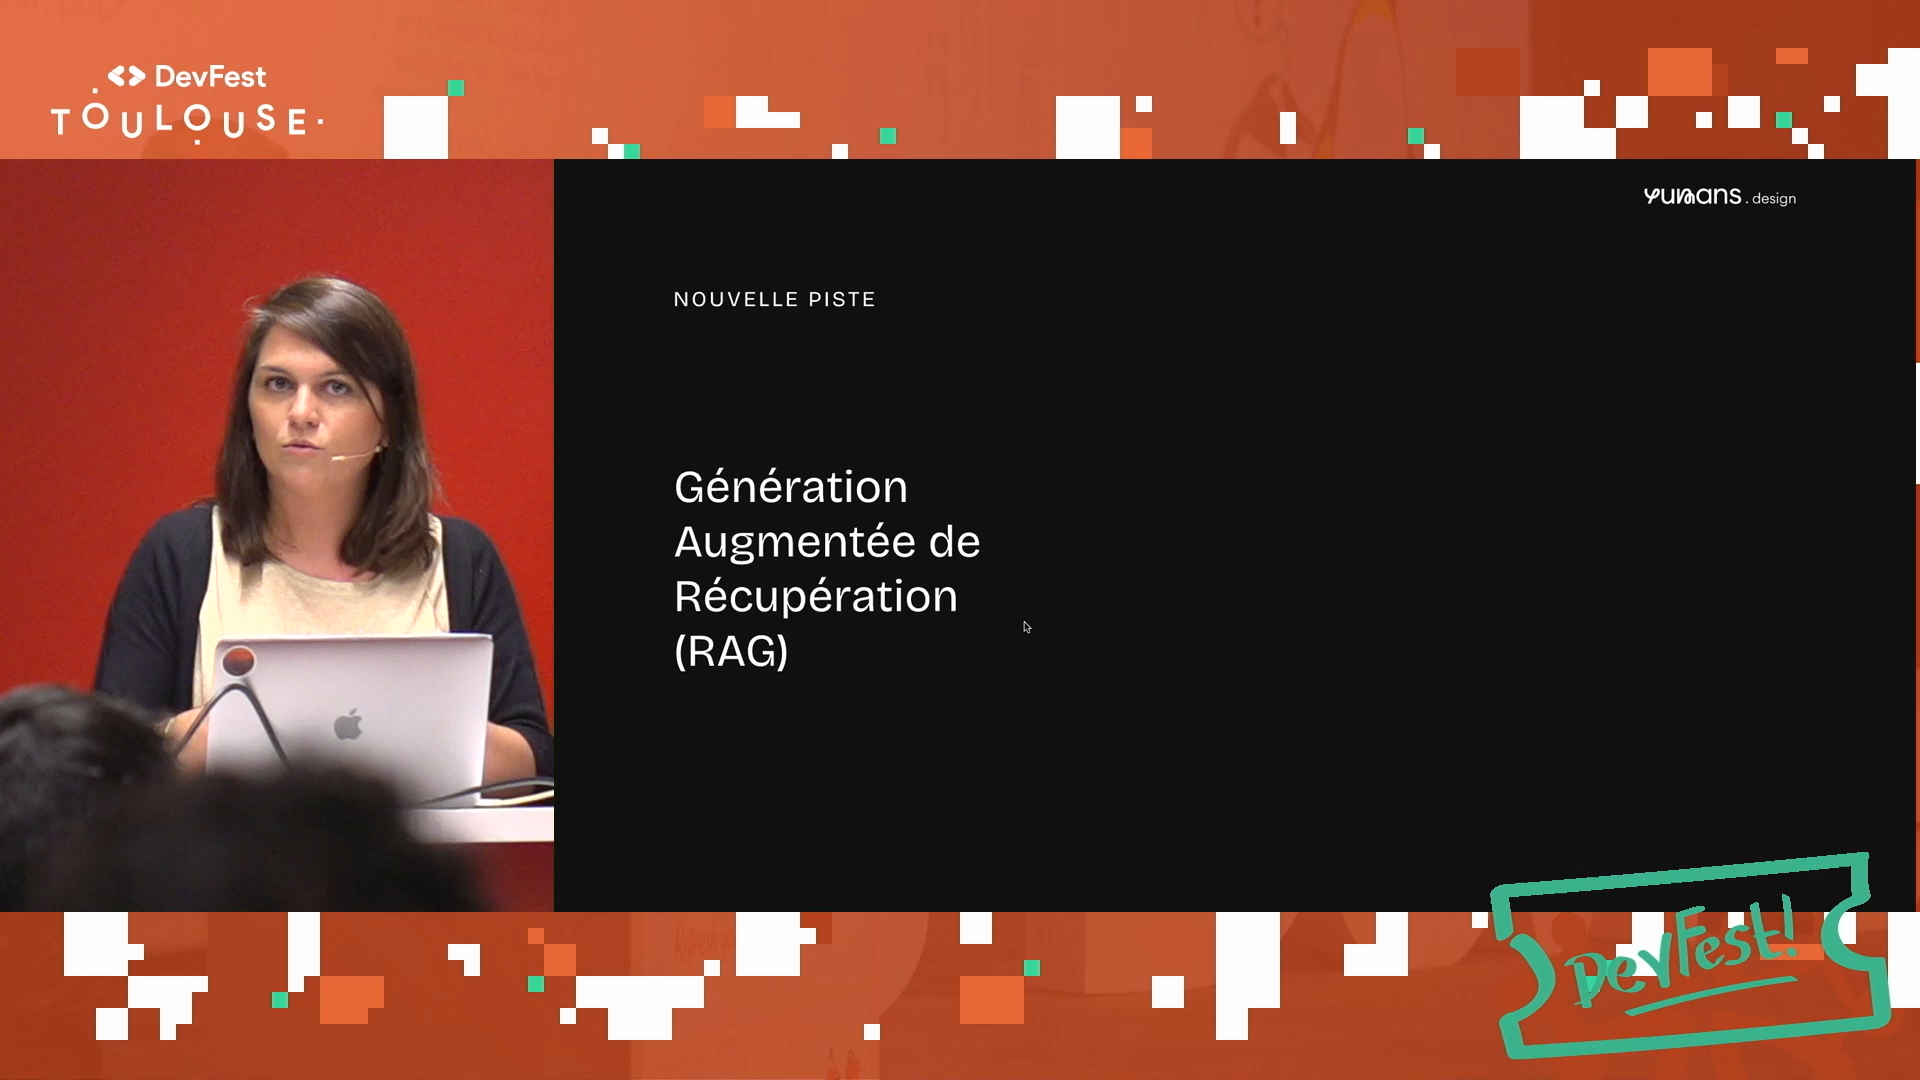 DevFest
TOULOUSE
yumans.design
NOUVELLE PISTE
Génération
Augmentée de
Récupération
(RAG)
DevFest!